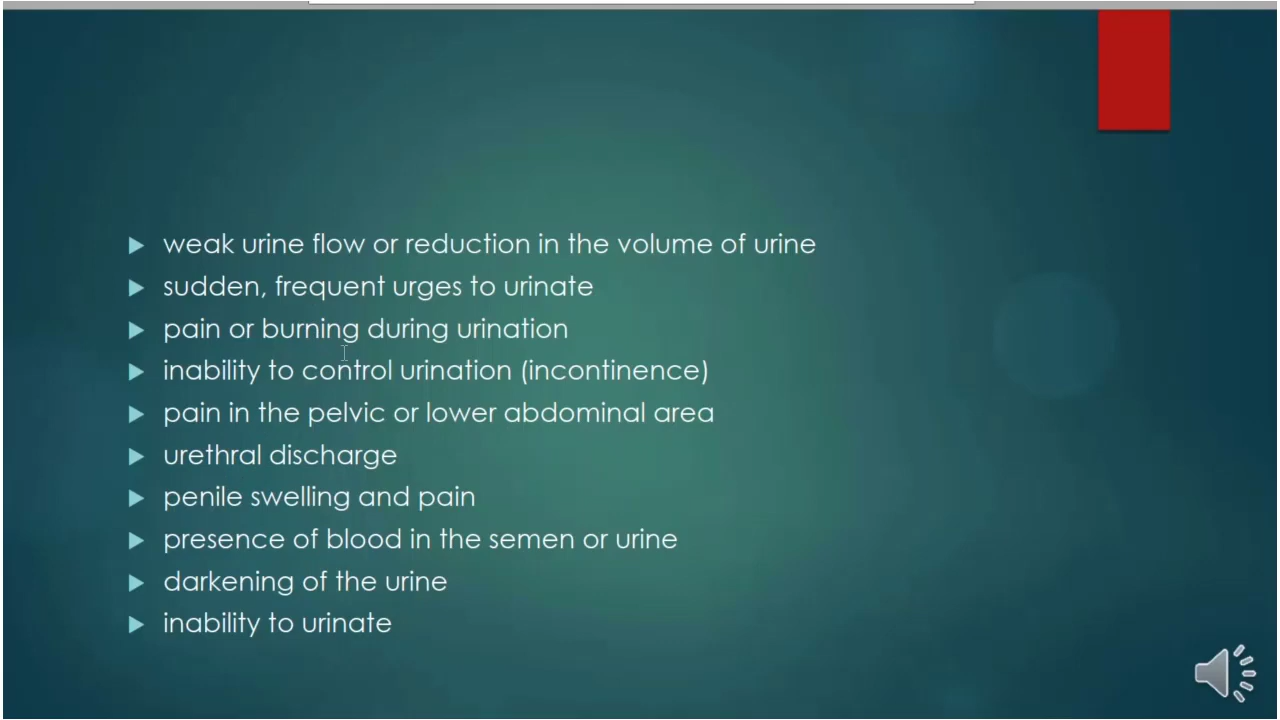 weak urine flow or reduction in the volume of urine
sudden, frequent urges to urinate
pain or burning during urination
inability to control urination (incontinence)
pain in the pelvic or lower abdominal area
urethral discharge
penile swelling and pain
presence of blood in the semen or urine
darkening of the urine
inability to urinate